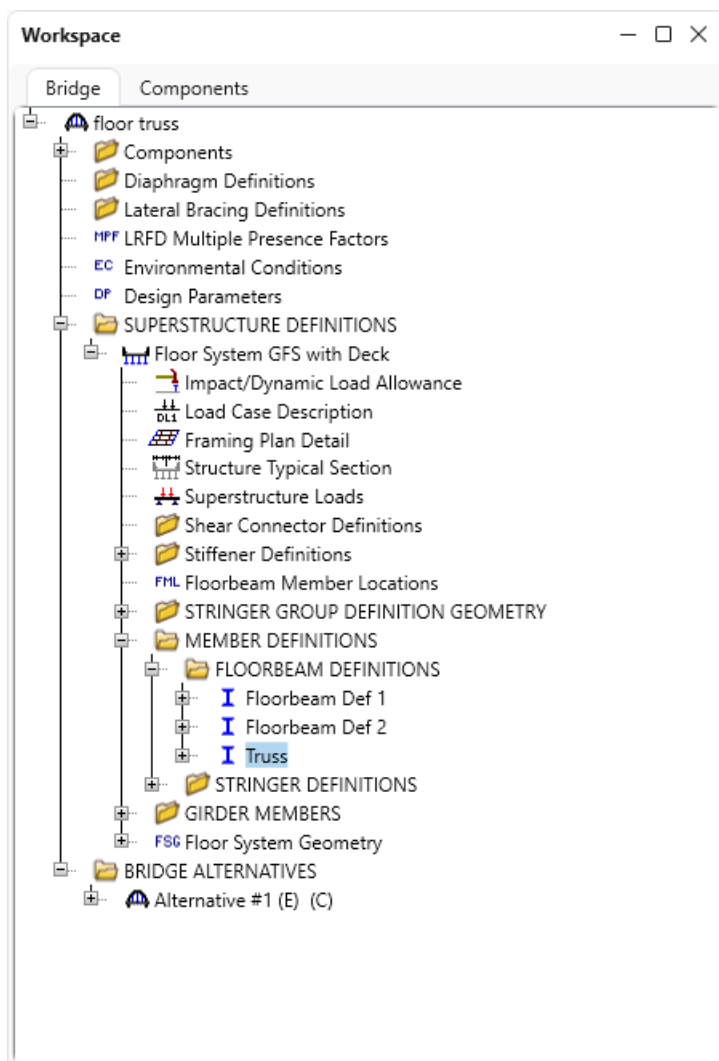 Workspace
Bridge Components
floor truss
Components
Diaphragm Definitions
Lateral Bracing Definitions
MPF LRFD Multiple Presence Factors
EC Environmental Conditions
DP Design Parameters
SUPERSTRUCTURE DEFINITIONS
Floor System GFS with Deck
Impact/Dynamic Load Allowance
DL1 Load Case Description
Framing Plan Detail
Structure Typical Section
Superstructure Loads
Shear Connector Definitions
Stiffener Definitions
FML Floorbeam Member Locations
STRINGER GROUP DEFINITION GEOMETRY
MEMBER DEFINITIONS
FLOORBEAM DEFINITIONS
Floorbeam Def 1
Floorbeam Def 2
Truss
STRINGER DEFINITIONS
GIRDER MEMBERS
FSG Floor System Geometry
BRIDGE ALTERNATIVES
Alternative #1 (E) (C)